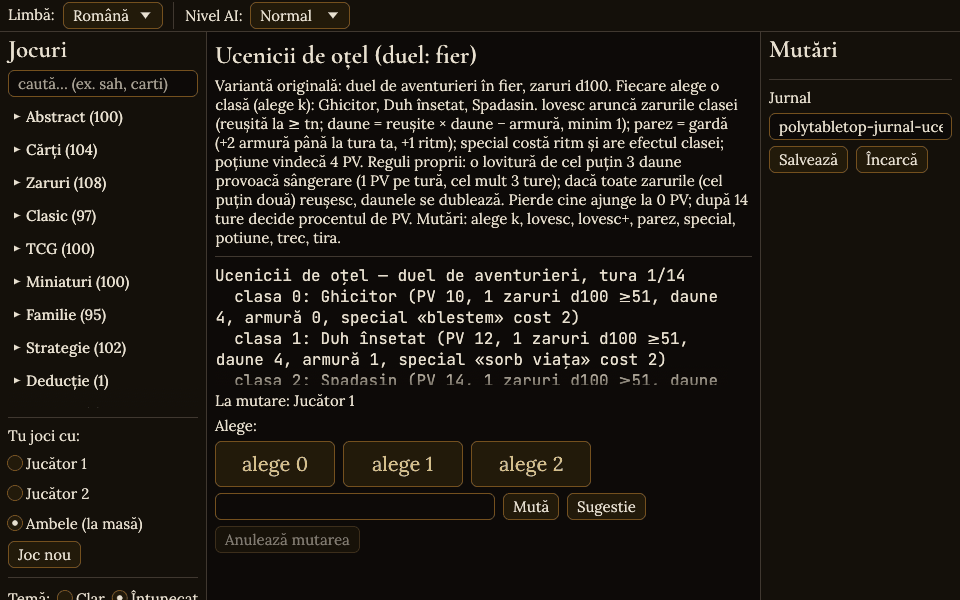 Limbă: Română ▼ Nivel AI: Normal ▼
Jocuri
caută... (ex. sah, carti)
▸ Abstract (100)
▸ Cărți (104)
▸ Zaruri (108)
▸ Clasic (97)
▸ TCG (100)
▸ Miniaturi (100)
▸ Familie (95)
▸ Strategie (102)
▸ Deducție (1)
Tu joci cu:
Jucător 1
Jucător 2
Ambele (la masă)
Joc nou
Temă: Clar Întunecat
Ucenicii de oțel (duel: fier)
Variantă originală: duel de aventurieri în fier, zaruri d100. Fiecare alege o
clasă (alege k): Ghicitor, Duh însetat, Spadasin. lovesc aruncă zarurile clasei
(reușită la ≥ tn; daune = reușite × daune − armură, minim 1); parez = gardă
(+2 armură până la tura ta, +1 ritm); special costă ritm și are efectul clasei;
poțiune vindecă 4 PV. Reguli proprii: o lovitură de cel puțin 3 daune
provoacă sângerare (1 PV pe tură, cel mult 3 ture); dacă toate zarurile (cel
puțin două) reușesc, daunele se dublează. Pierde cine ajunge la 0 PV; după 14
ture decide procentul de PV. Mutări: alege k, lovesc, lovesc+, parez, special,
potiune, trec, tira.
Ucenicii de oțel — duel de aventurieri, tura 1/14
clasa 0: Ghicitor (PV 10, 1 zaruri d100 ≥51, daune
4, armură 0, special «blestem» cost 2)
clasa 1: Duh însetat (PV 12, 1 zaruri d100 ≥51,
daune 4, armură 1, special «sorb viața» cost 2)
clasa 2: Spadasin (PV 14, 1 zaruri d100 ≥51, daune
La mutare: Jucător 1
Alege:
alege 0 alege 1 alege 2
Mută Sugestie
Anulează mutarea
Mutări
Jurnal
polytabletop-jurnal-uce
Salvează Încarcă